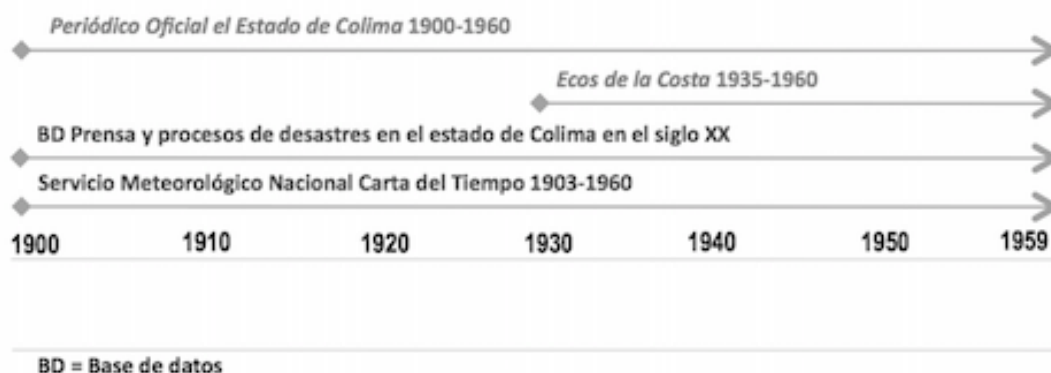 Periódico Oficial el Estado de Colima 1900-1960
Ecos de la Costa 1935-1960
BD Prensa y procesos de desastres en el estado de Colima en el siglo XX
Servicio Meteorológico Nacional Carta del Tiempo 1903-1960
1900 1910 1920 1930 1940 1950 1959
BD = Base de datos